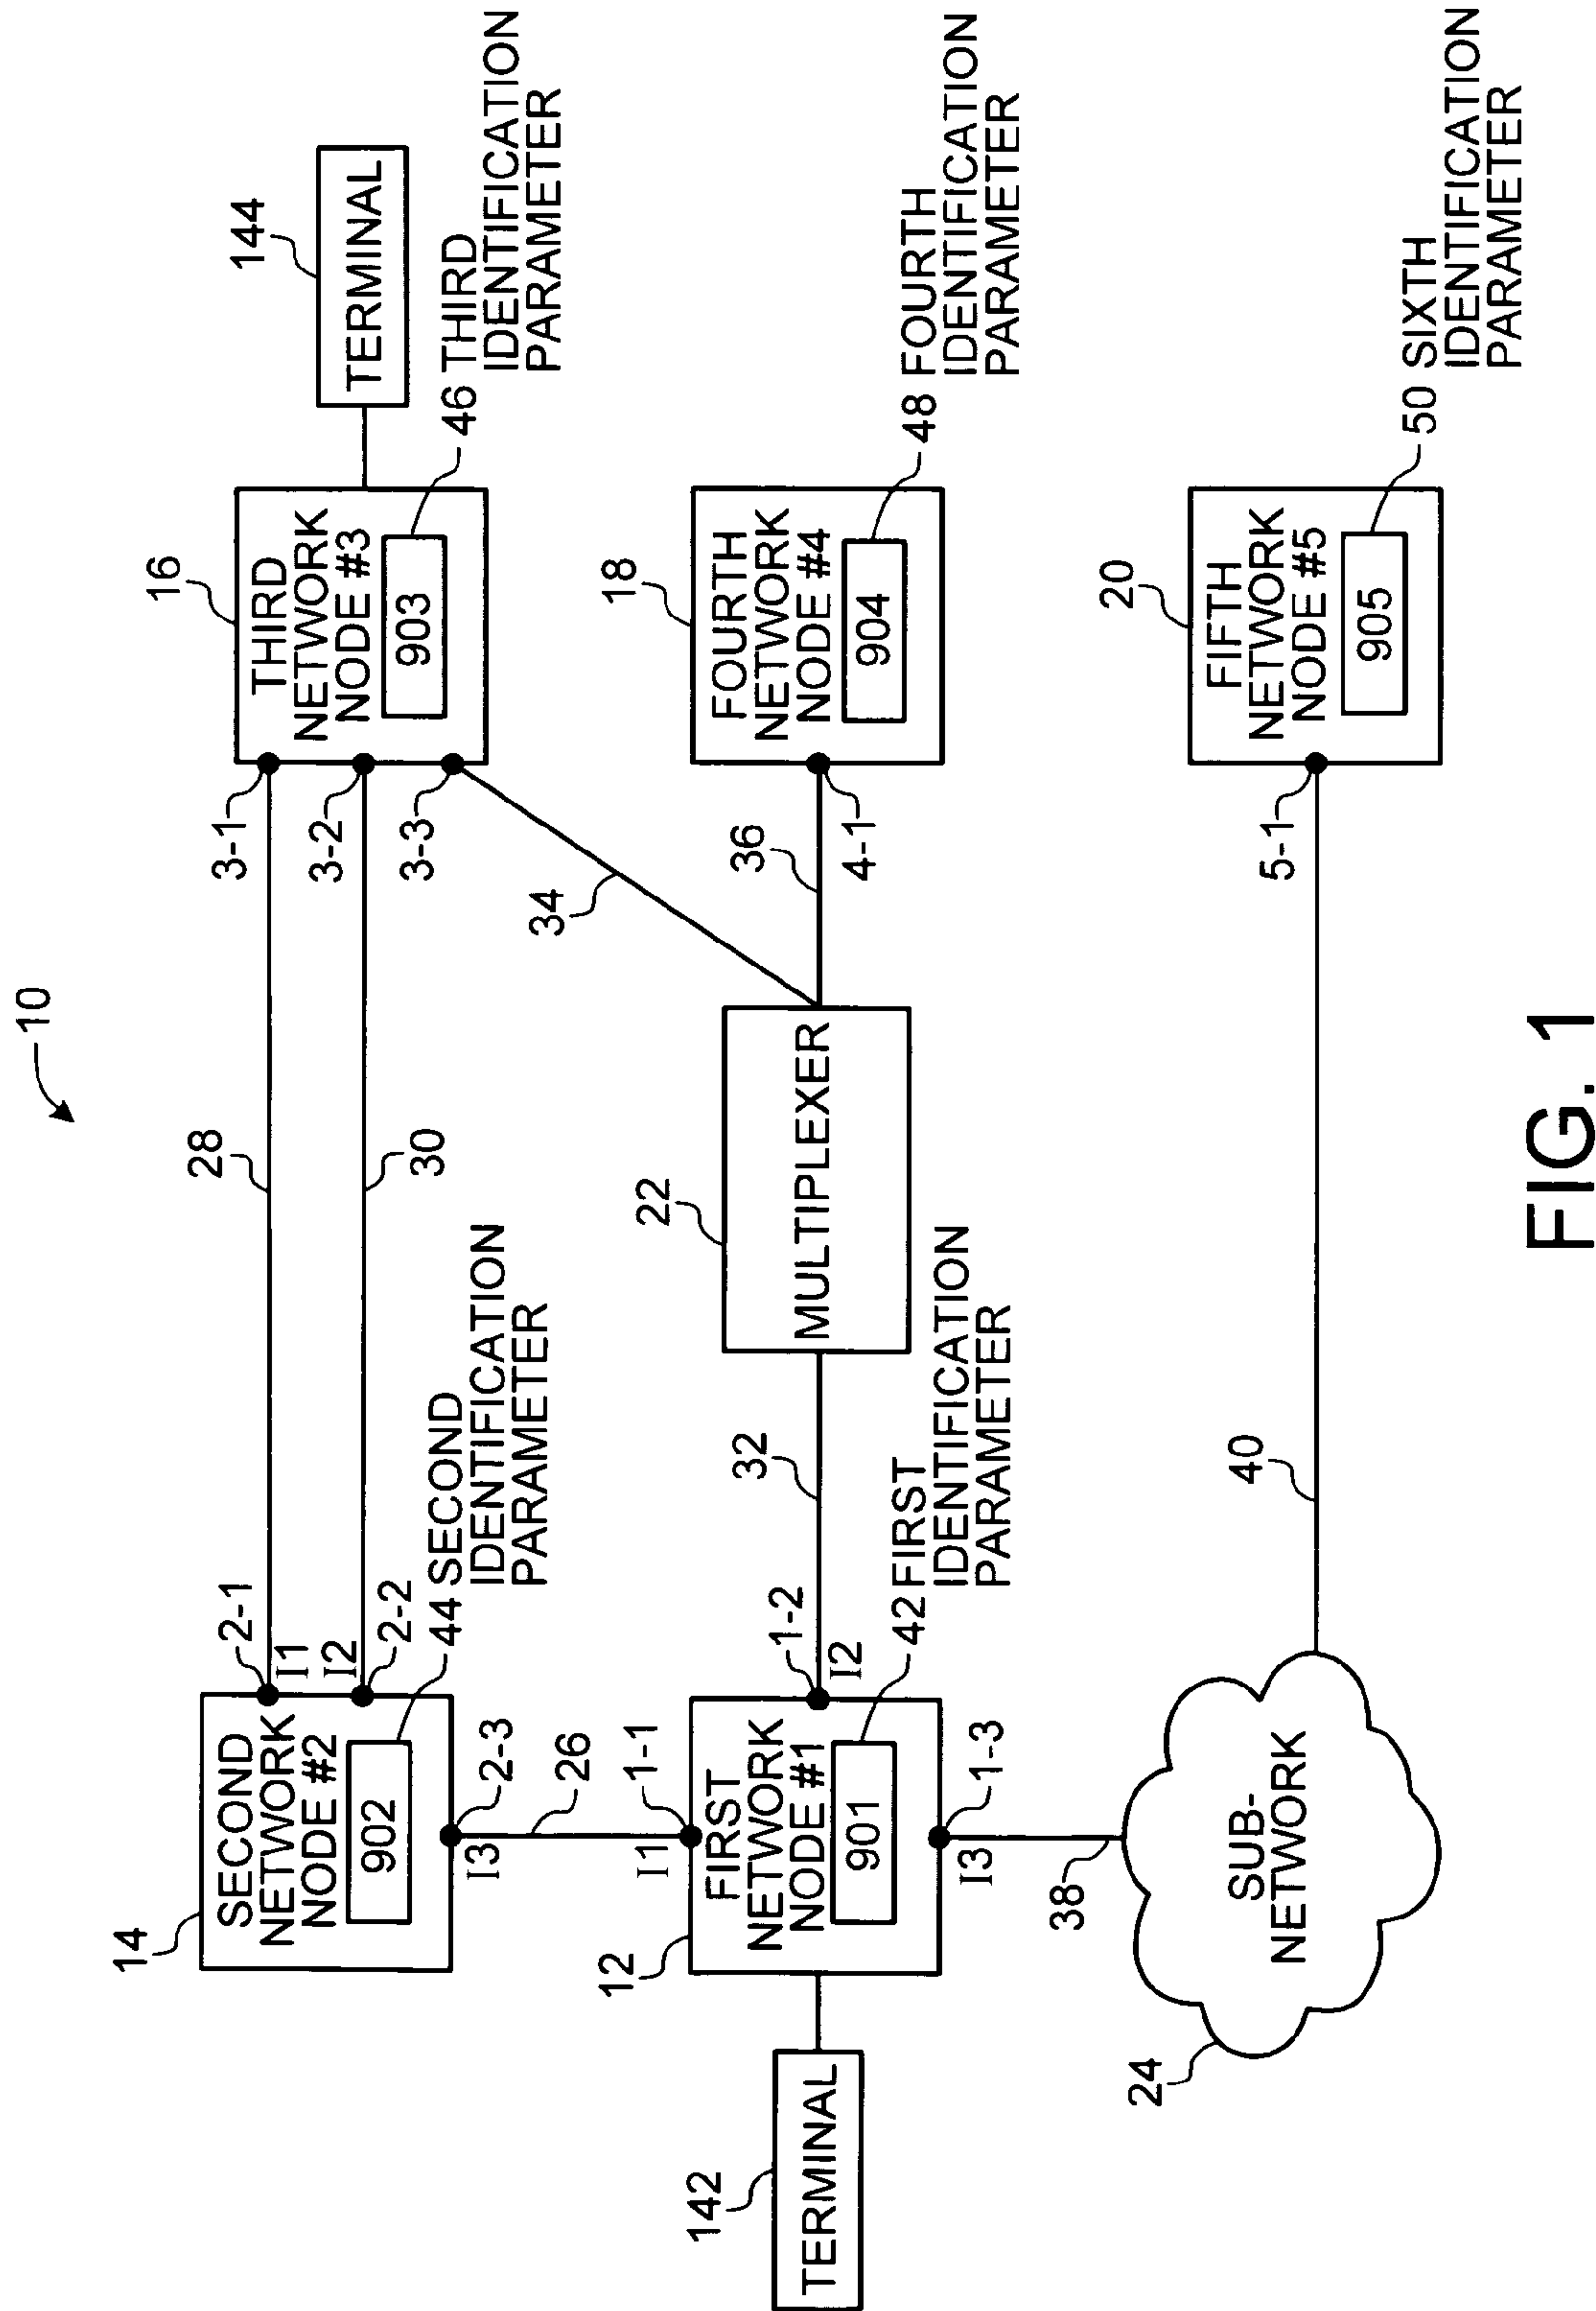 10
14
SECOND
NETWORK
NODE #2
902
2-1
I1
I2
2-2
44 SECOND
IDENTIFICATION
PARAMETER
I3
2-3
28
30
16
THIRD
NETWORK
NODE #3
903
3-1
3-2
3-3
144
TERMINAL
46 THIRD
IDENTIFICATION
PARAMETER
26
34
142
TERMINAL
12
I1
1-1
FIRST
NETWORK
NODE #1
901
1-2
I2
42 FIRST
IDENTIFICATION
PARAMETER
I3
1-3
32
22
MULTIPLEXER
36
4-1
18
FOURTH
NETWORK
NODE #4
904
48 FOURTH
IDENTIFICATION
PARAMETER
38
24
SUB-
NETWORK
40
5-1
20
FIFTH
NETWORK
NODE #5
905
50 SIXTH
IDENTIFICATION
PARAMETER
FIG. 1